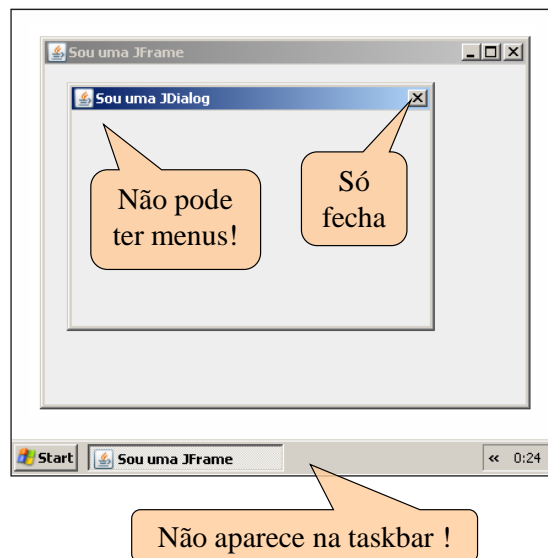 Sou uma JFrame
Sou uma JDialog
Não pode
ter menus!
Só
fecha
Start
Sou uma JFrame
« 0:24
Não aparece na taskbar !